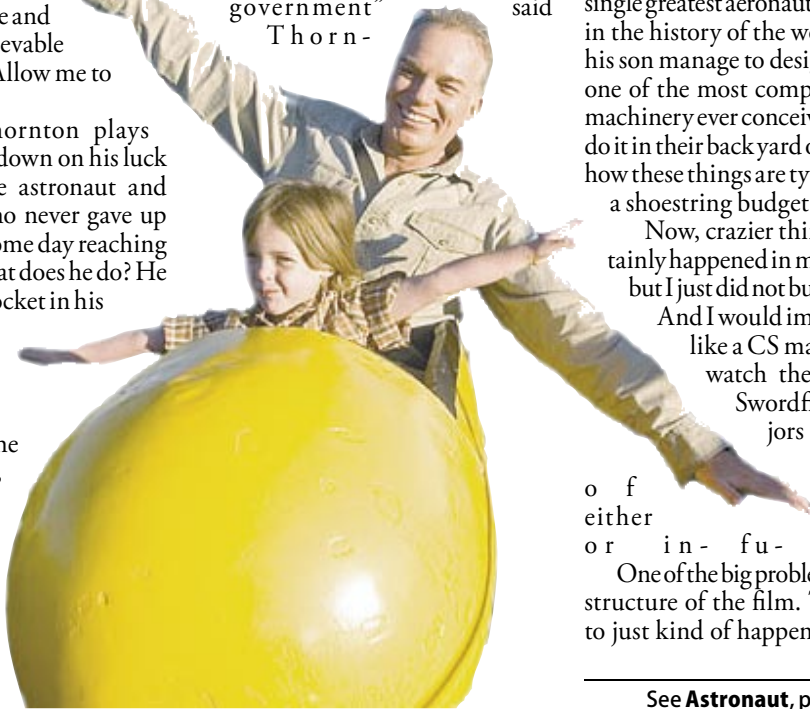 e and
evable
Allow me to
ornton plays
down on his luck
e astronaut and
ho never gave up
ome day reaching
at does he do? He
ocket in his
he
government” said
Thorn-
single greatest aeronaut
in the history of the wo
his son manage to desi
one of the most comp
machinery ever conceiv
do it in their back yard o
how these things are ty
a shoestring budget
Now, crazier thi
tainly happened in m
but I just did not bu
And I would im
like a CS ma
watch the
Swordfi
jors
o f
either
or in- fu-
One of the big proble
structure of the film. T
to just kind of happen
See Astronaut, p